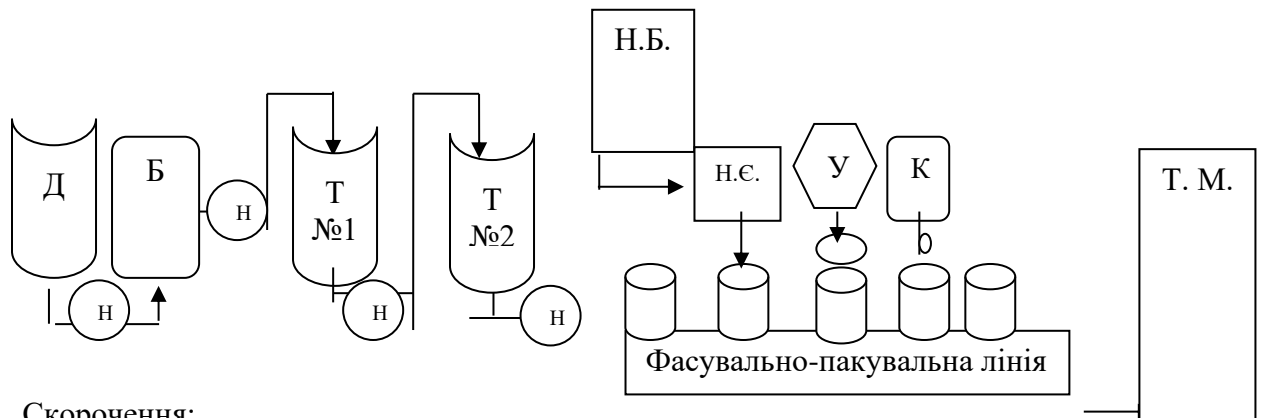 Н.Б.
Д
Б
Н
Т
№1
Т
№2
Н.Є.
У
К
Т. М.
Н
Н
Н
Фасувально-пакувальна лінія
Скорочення: